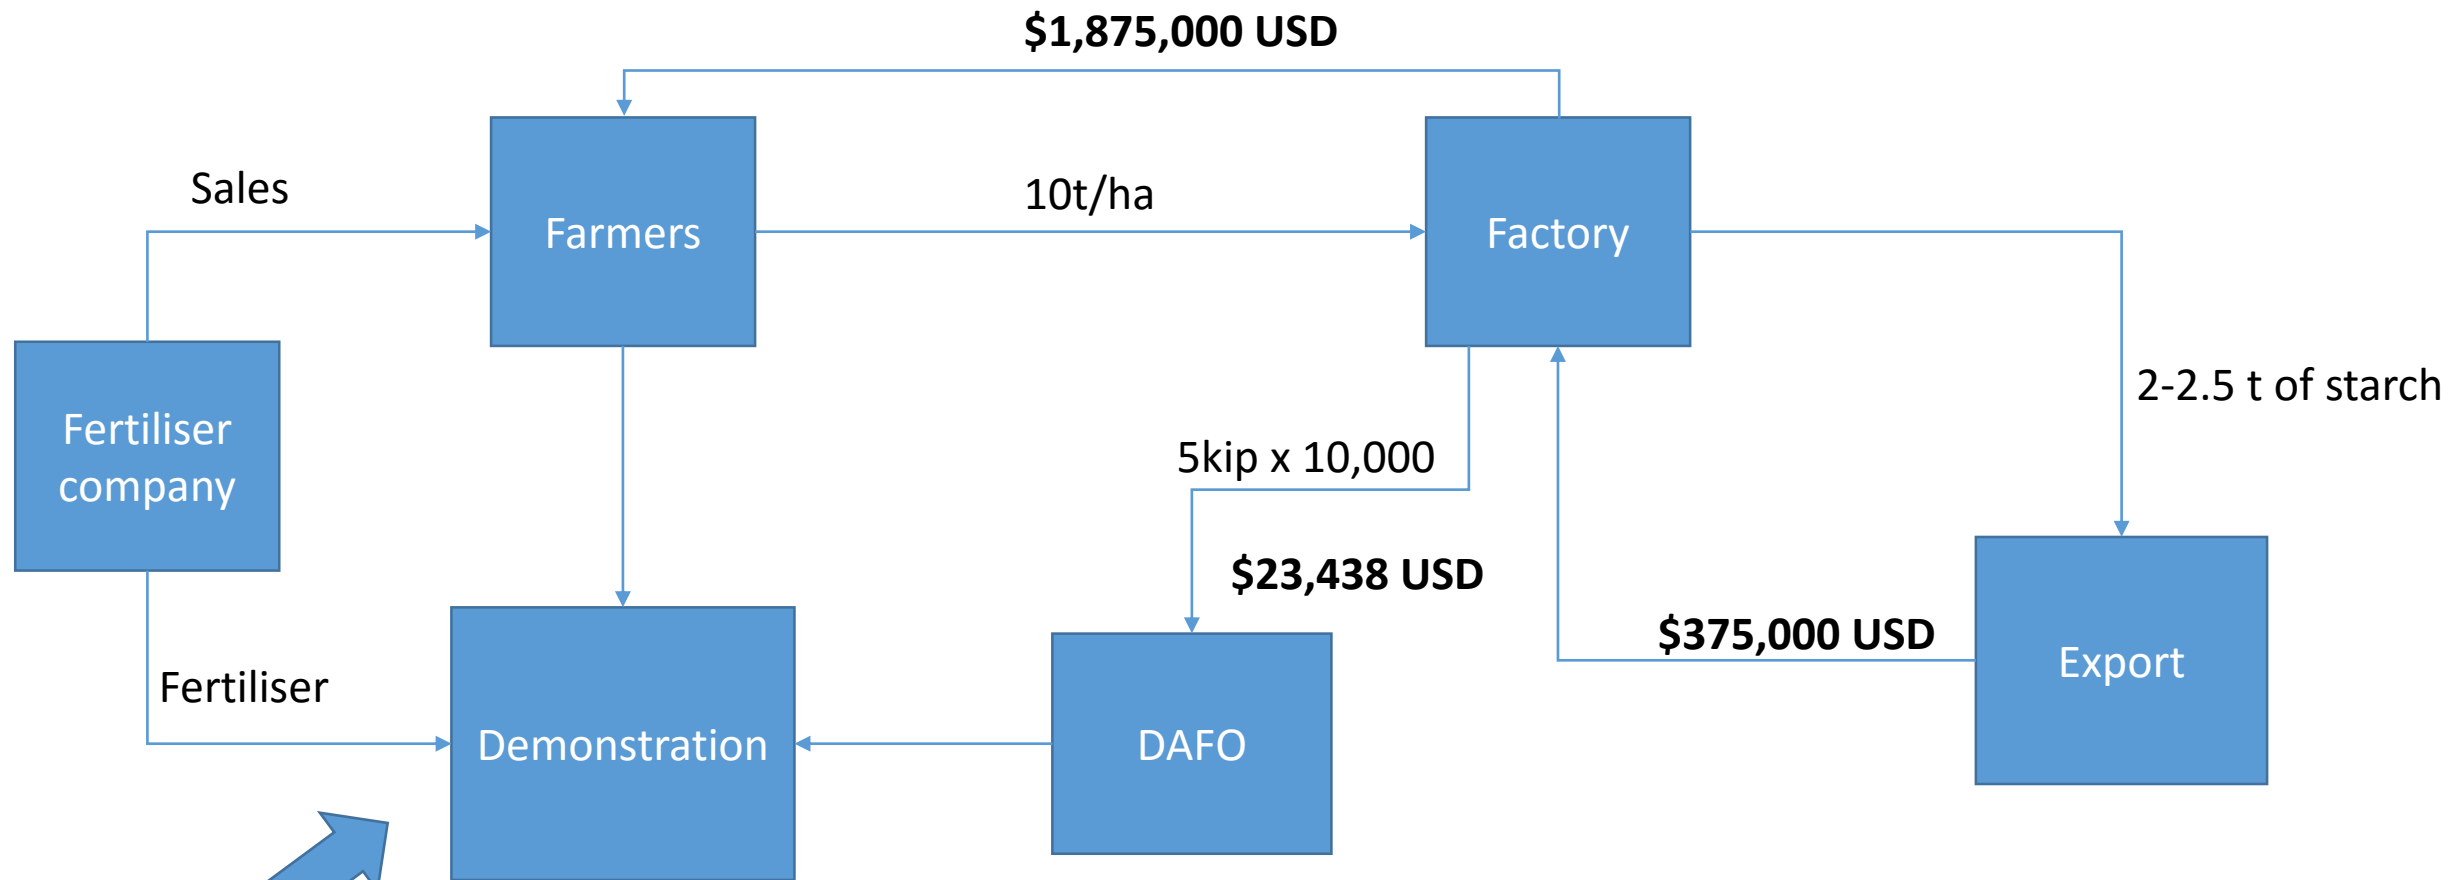 $1,875,000 USD
Sales
10t/ha
Farmers
Factory
2-2.5 t of starch
Fertiliser
company
5kip x 10,000
$23,438 USD
$375,000 USD
Export
Fertiliser
Demonstration
DAFO